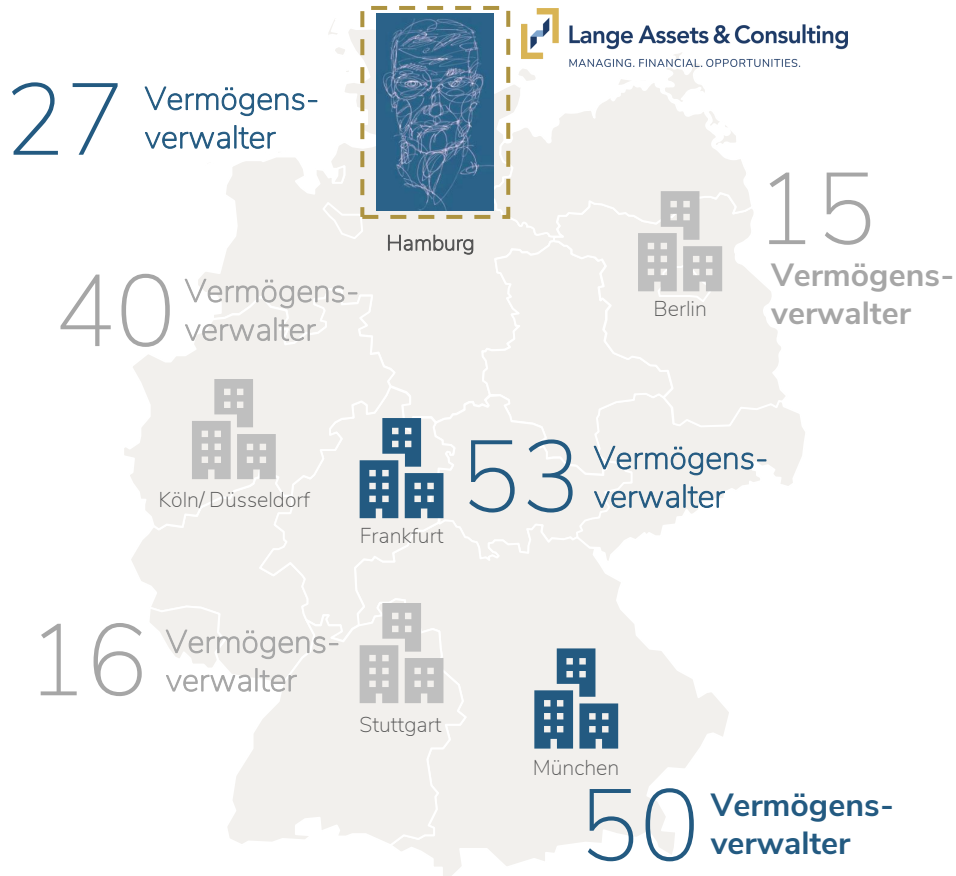 Lange Assets & Consulting
MANAGING. FINANCIAL. OPPORTUNITIES.
27 Vermögens-
verwalter
Hamburg
15
Vermögens-
verwalter
Berlin
40 Vermögens-
verwalter
Köln/ Düsseldorf
53 Vermögens-
verwalter
Frankfurt
16 Vermögens-
verwalter
Stuttgart
München
50 Vermögens-
verwalter